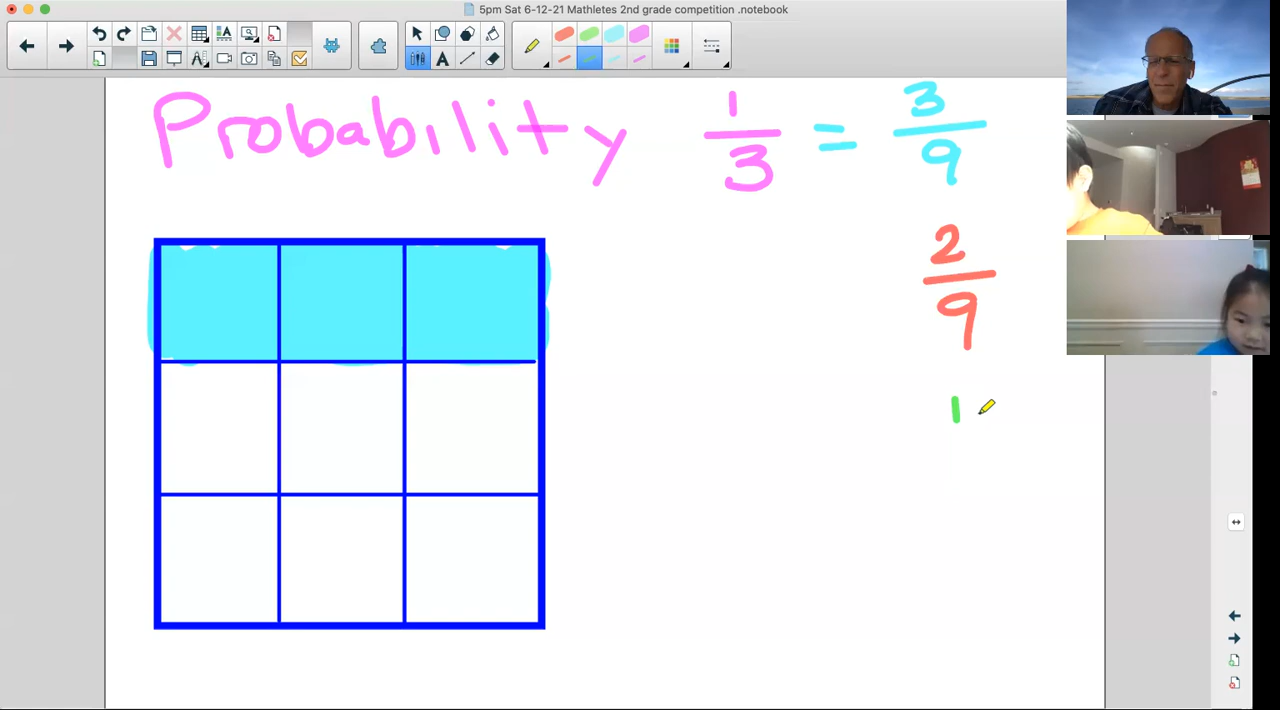 5pm Sat 6-12-21 Mathletes 2nd grade competition .notebook
Probability 1/3 = 3/9
2/9
1